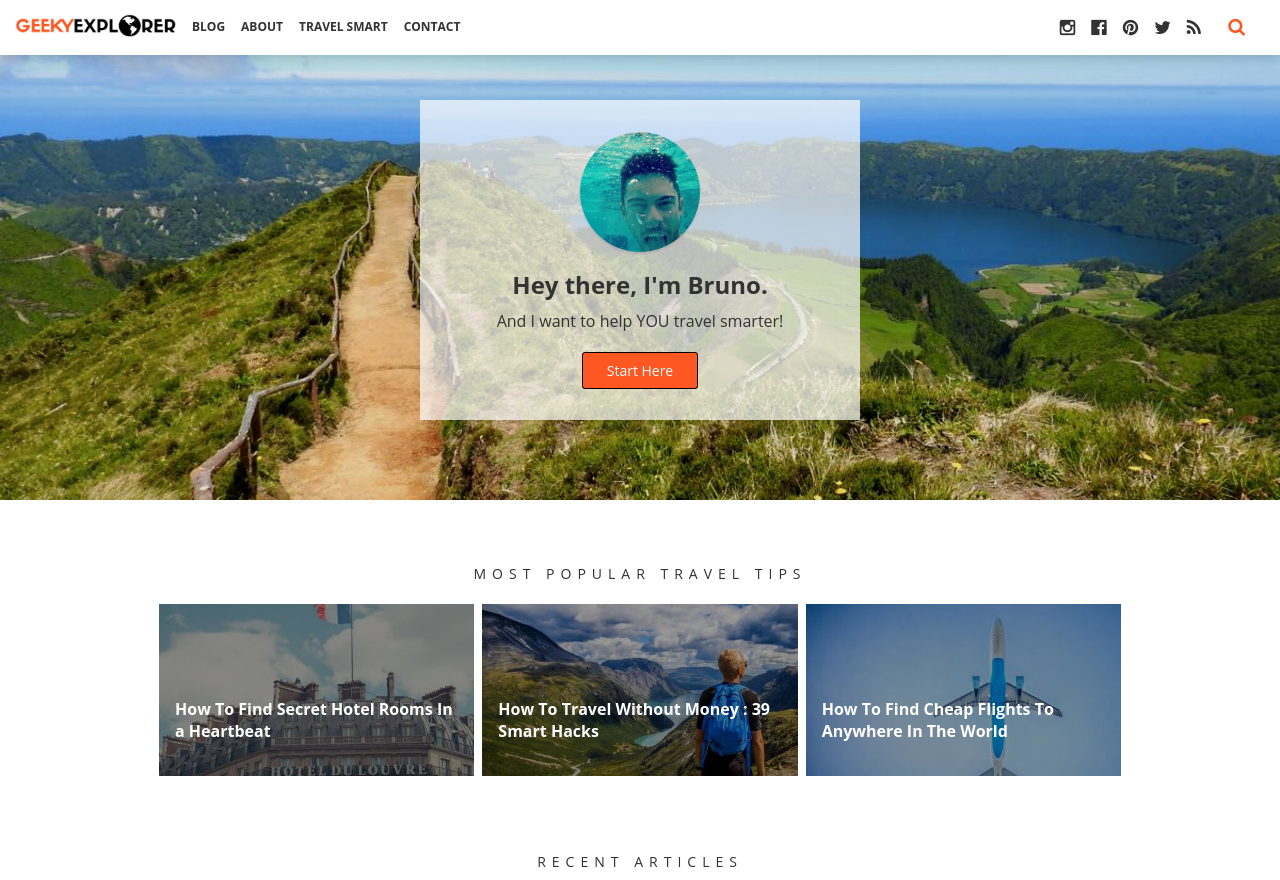 GEEKYEXPLORER
BLOG
ABOUT
TRAVEL SMART
CONTACT
Hey there, I'm Bruno.
And I want to help YOU travel smarter!
Start Here
MOST POPULAR TRAVEL TIPS
How To Find Secret Hotel Rooms In
a Heartbeat
HOTEL DU LOUVRE
How To Travel Without Money : 39
Smart Hacks
How To Find Cheap Flights To
Anywhere In The World
RECENT ARTICLES